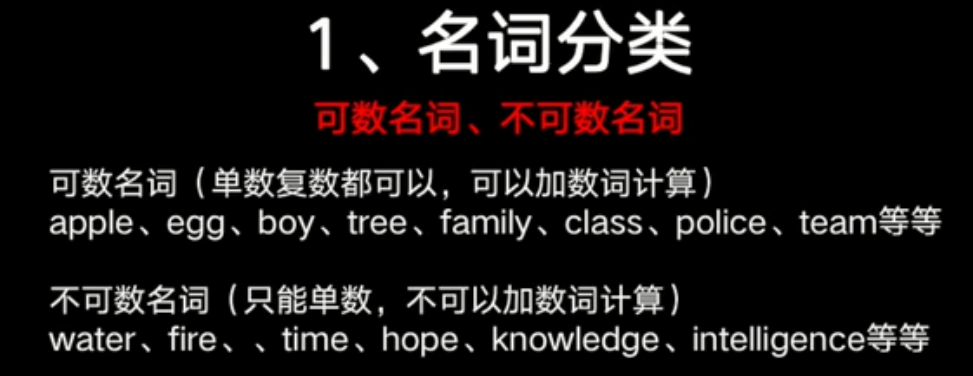 1、名词分类
可数名词、不可数名词
可数名词（单数复数都可以，可以加数词计算）
apple、egg、boy、tree、family、class、police、team等等
不可数名词（只能单数，不可以加数词计算）
water、fire、、time、hope、knowledge、intelligence等等